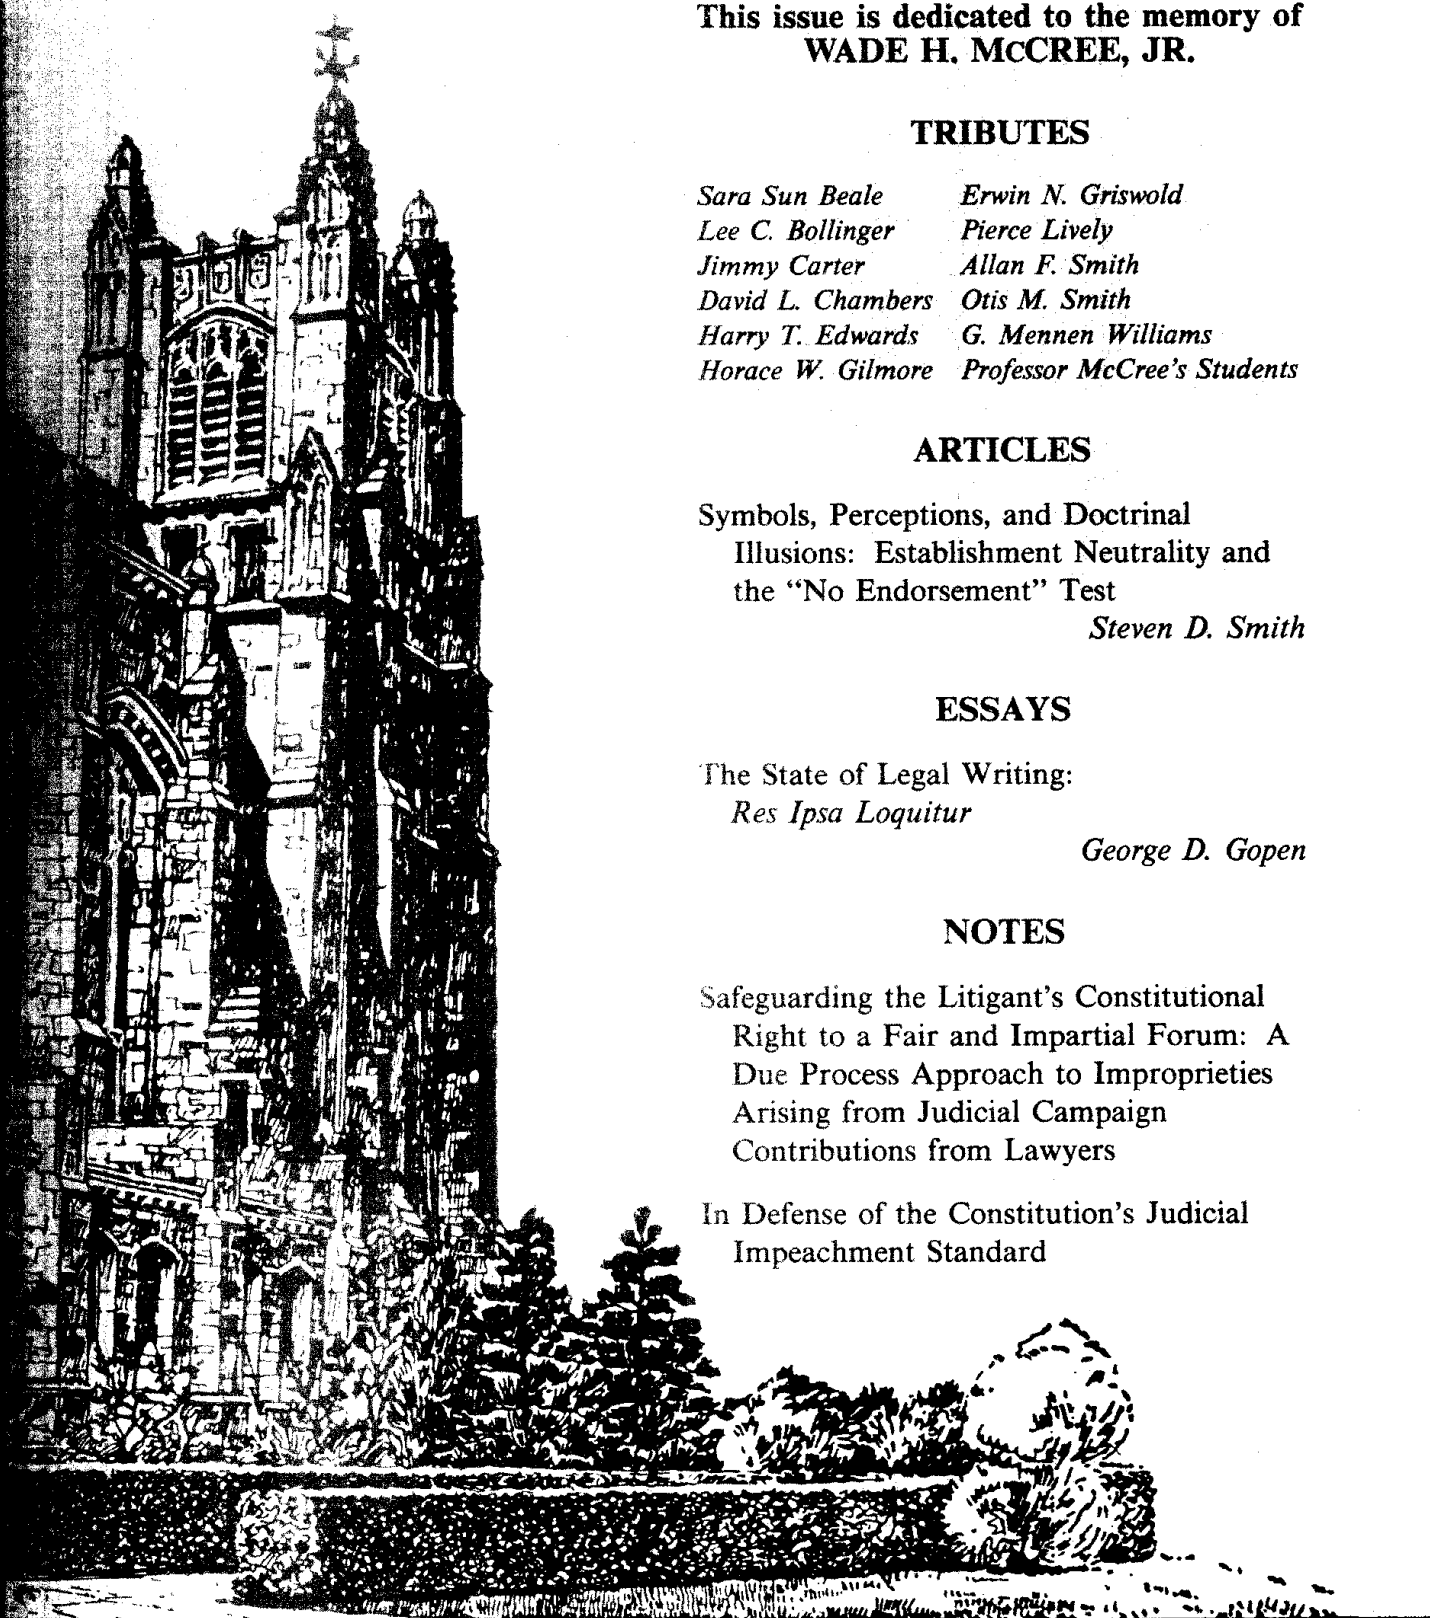 This issue is dedicated to the memory of
WADE H. McCREE, JR.
TRIBUTES
Sara Sun Beale Erwin N. Griswold
Lee C. Bollinger Pierce Lively
Jimmy Carter Allan F. Smith
David L. Chambers Otis M. Smith
Harry T. Edwards G. Mennen Williams
Horace W. Gilmore Professor McCree's Students
ARTICLES
Symbols, Perceptions, and Doctrinal
Illusions: Establishment Neutrality and
the “No Endorsement” Test
Steven D. Smith
ESSAYS
The State of Legal Writing:
Res Ipsa Loquitur
George D. Gopen
NOTES
Safeguarding the Litigant's Constitutional
Right to a Fair and Impartial Forum: A
Due Process Approach to Improprieties
Arising from Judicial Campaign
Contributions from Lawyers
In Defense of the Constitution's Judicial
Impeachment Standard